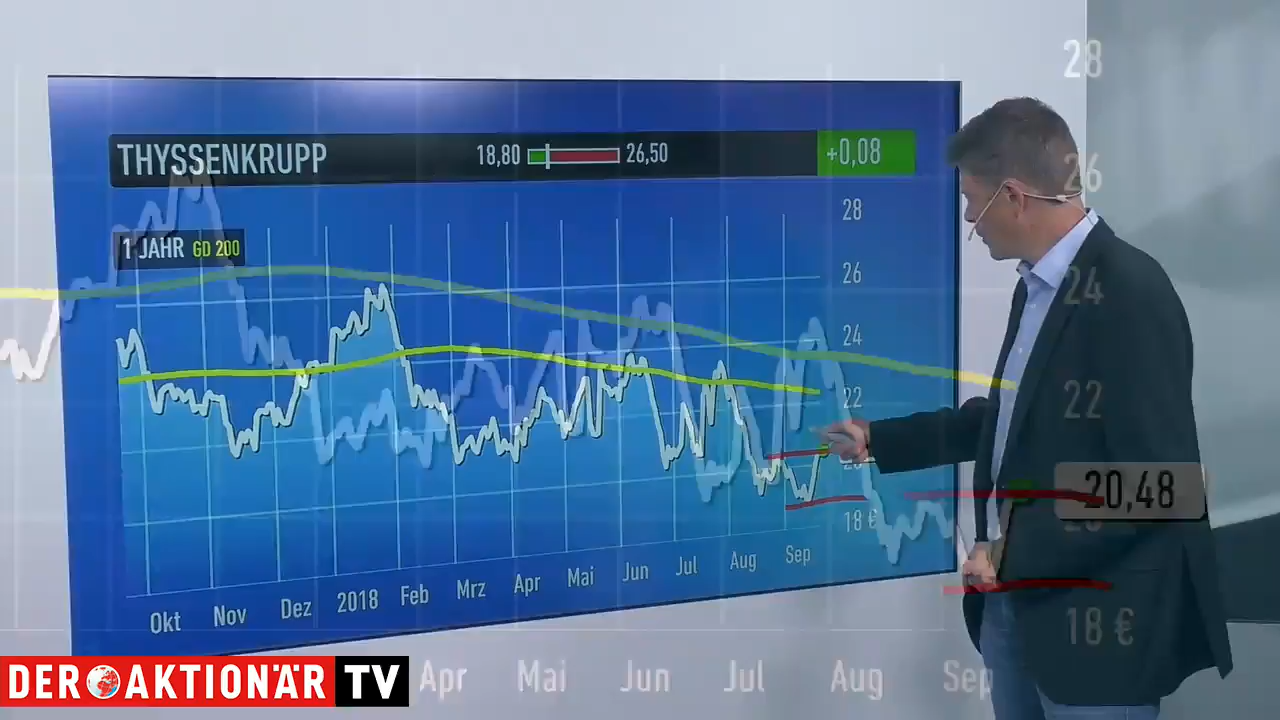 THYSSENKRUPP 18,80 26,50 +0,08
1 JAHR GD 200
28
26
24
22
18 €
Okt Nov Dez 2018 Feb Mrz Apr Mai Jun Jul Aug Sep
28
26
24
22
20,48
18 €
Apr Mai Jun Jul Aug Sep
DER AKTIONÄR TV